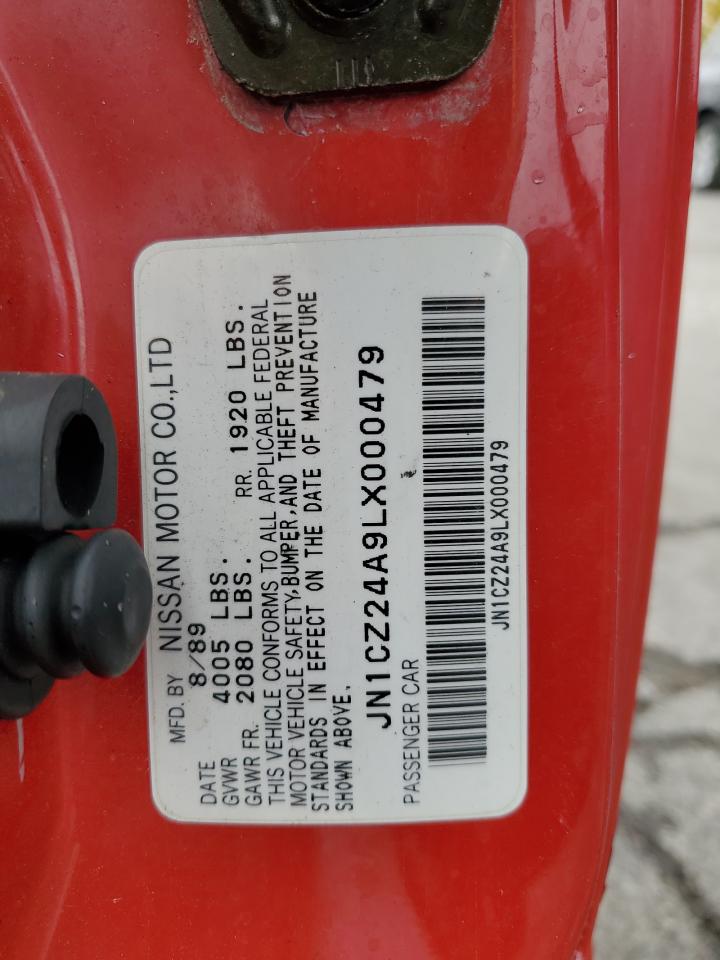 MFD. BY NISSAN MOTOR CO.,LTD
DATE 8/89
GVWR 4005 LBS.
GAWR FR. 2080 LBS. RR. 1920 LBS.
THIS VEHICLE CONFORMS TO ALL APPLICABLE FEDERAL
MOTOR VEHICLE SAFETY,BUMPER,AND THEFT PREVENTION
STANDARDS IN EFFECT ON THE DATE OF MANUFACTURE
SHOWN ABOVE.
JN1CZ24A9LX000479
PASSENGER CAR
JN1CZ24A9LX000479